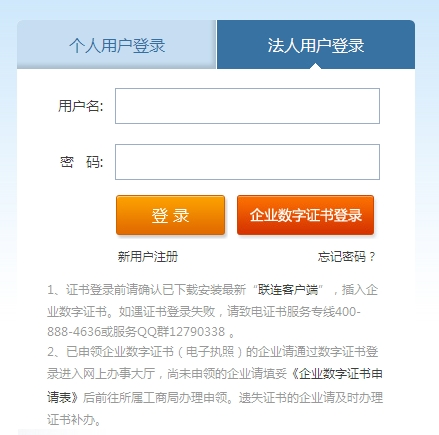 个人用户登录 法人用户登录
用户名:
密 码:
登 录 企业数字证书登录
新用户注册 忘记密码？
1、证书登录前请确认已下载安装最新“联连客户端”，插入企
业数字证书。如遇证书登录失败，请致电证书服务专线400-
888-4636或服务QQ群12790338 。
2、已申领企业数字证书（电子执照）的企业请通过数字证书登
录进入网上办事大厅，尚未申领的企业请填妥《企业数字证书申
请表》后前往所属工商局办理申领。遗失证书的企业请及时办理
证书补办。